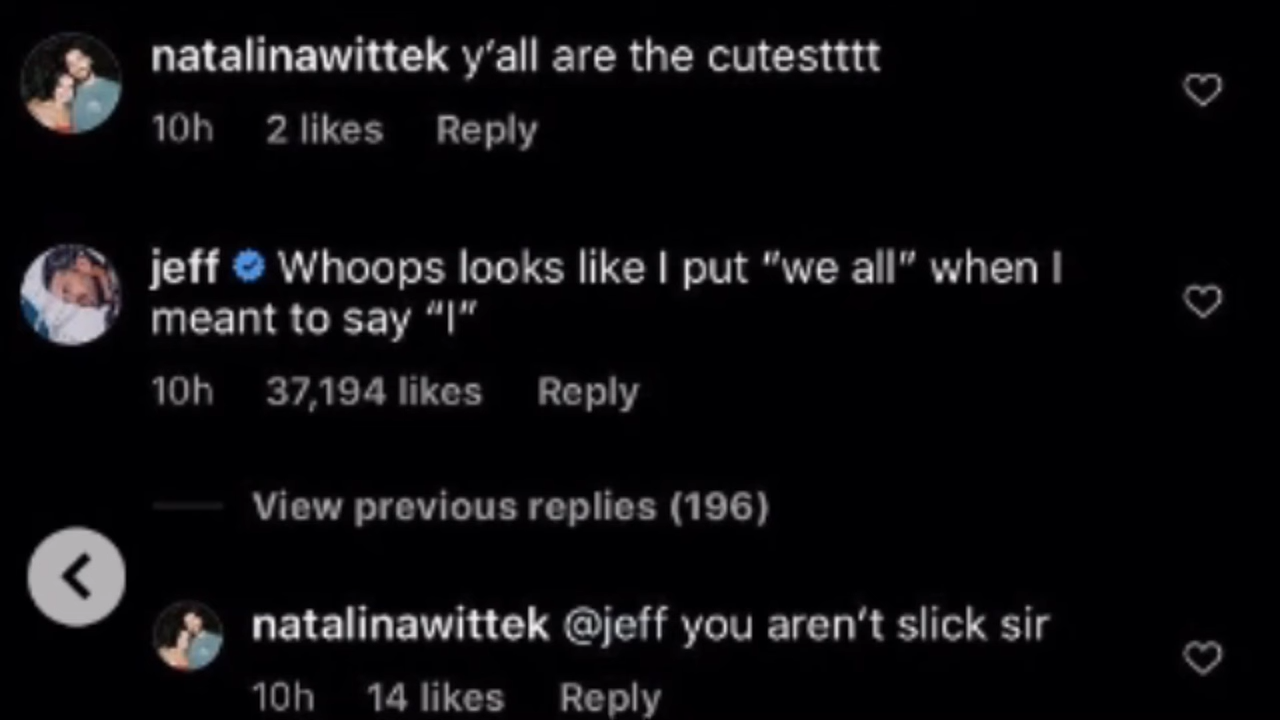 natalinawittek y’all are the cutestttt
10h 2 likes Reply
jeff Whoops looks like I put “we all” when I
meant to say “I”
10h 37,194 likes Reply
View previous replies (196)
natalinawittek @jeff you aren’t slick sir
10h 14 likes Reply